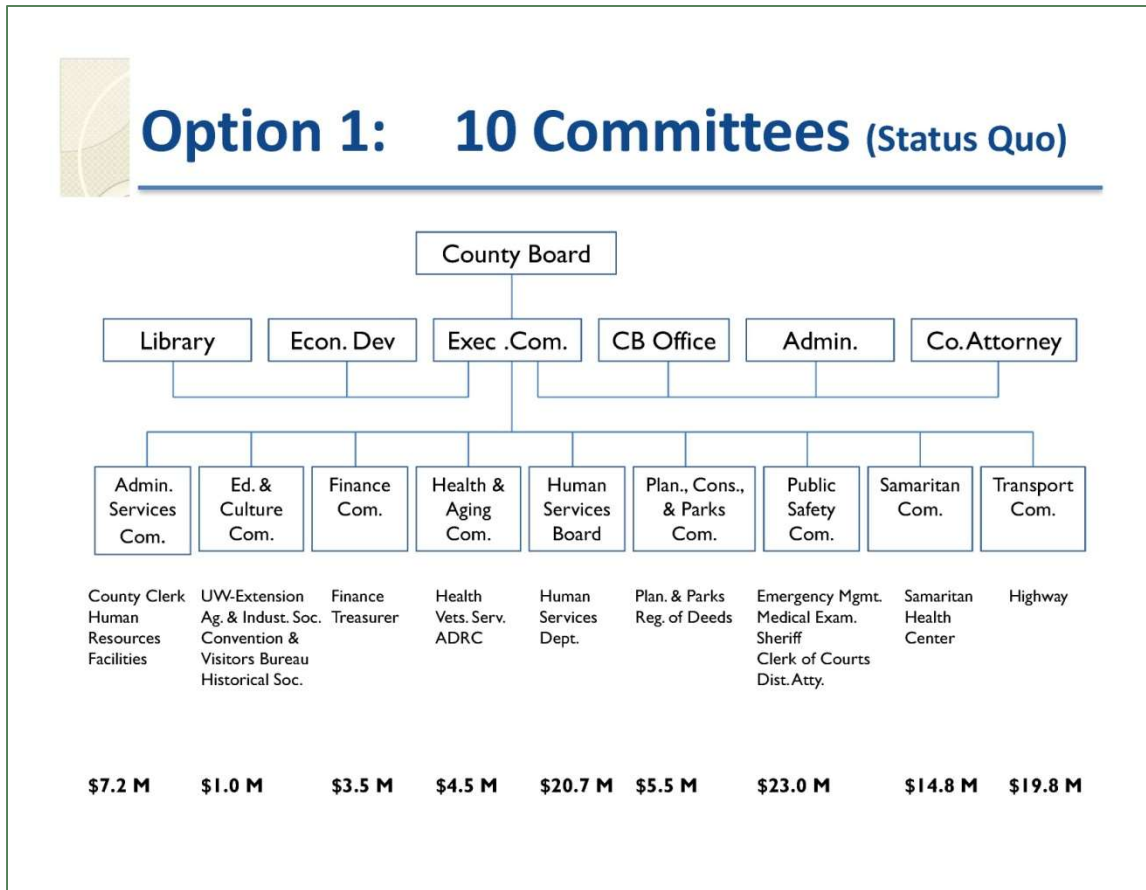 Option 1: 10 Committees (Status Quo)
County Board
Library
Econ. Dev
Exec .Com.
CB Office
Admin.
Co. Attorney
Admin.
Services
Com.
Ed. &
Culture
Com.
Finance
Com.
Health &
Aging
Com.
Human
Services
Board
Plan., Cons.,
& Parks
Com.
Public
Safety
Com.
Samaritan
Com.
Transport
Com.
County Clerk
Human
Resources
Facilities
UW-Extension
Ag. & Indust. Soc.
Convention &
Visitors Bureau
Historical Soc.
Finance
Treasurer
Health
Vets. Serv.
ADRC
Human
Services
Dept.
Plan. & Parks
Reg. of Deeds
Emergency Mgmt.
Medical Exam.
Sheriff
Clerk of Courts
Dist. Atty.
Samaritan
Health
Center
Highway
$7.2 M
$1.0 M
$3.5 M
$4.5 M
$20.7 M
$5.5 M
$23.0 M
$14.8 M
$19.8 M